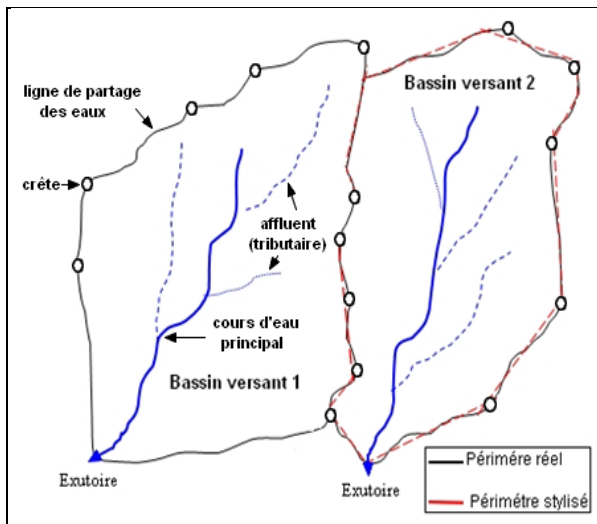 ligne de partage
des eaux
Bassin versant 2
crête
affluent
(tributaire)
cours d'eau
principal
Bassin versant 1
Exutoire
Exutoire
Périmére réel
Périmétre stylisé